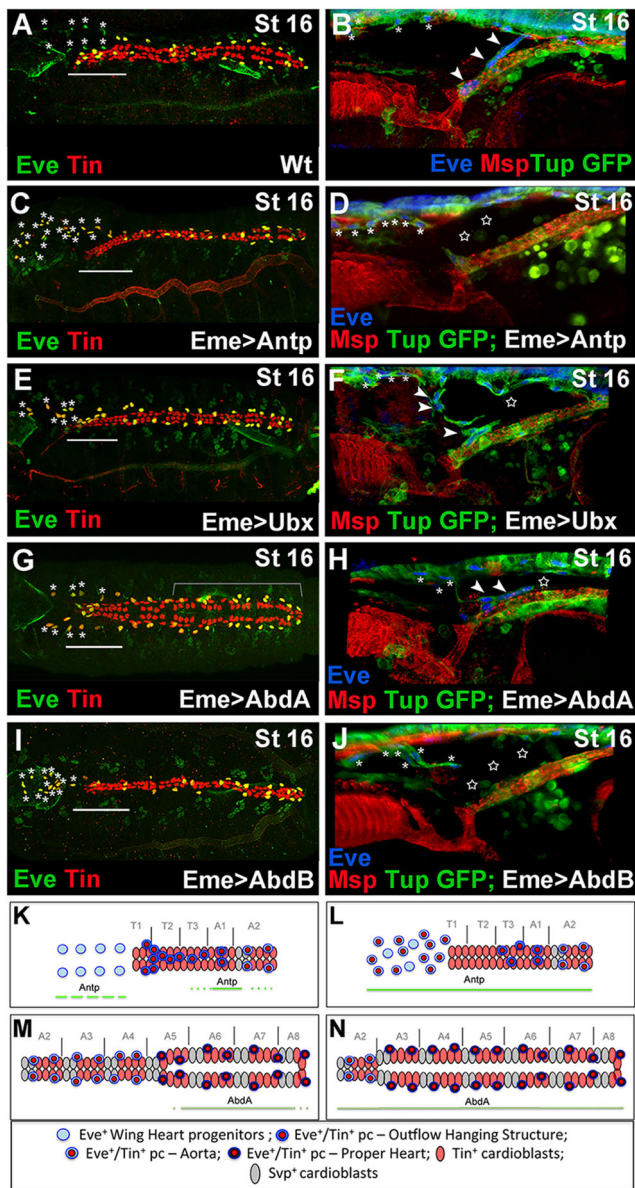 A St 16
Eve Tin Wt
B St 16
Eve Msp Tup GFP
C St 16
Eve Tin Eme>Antp
D St 16
Eve
Msp Tup GFP; Eme>Antp
E St 16
Eve Tin Eme>Ubx
F St 16
Msp Tup GFP; Eme>Ubx
G St 16
Eve Tin Eme>AbdA
H St 16
Eve
Msp Tup GFP; Eme>AbdA
I St 16
Eve Tin Eme>AbdB
J St 16
Eve
Msp Tup GFP; Eme>AbdB
K T1 T2 T3 A1 A2
Antp Antp
L T1 T2 T3 A1 A2
Antp
M A2 A3 A4 A5 A6 A7 A8
AbdA
N A2 A3 A4 A5 A6 A7 A8
AbdA
Eve⁺ Wing Heart progenitors ; Eve⁺/Tin⁺ pc – Outflow Hanging Structure;
Eve⁺/Tin⁺ pc – Aorta; Eve⁺/Tin⁺ pc – Proper Heart; Tin⁺ cardioblasts;
Svp⁺ cardioblasts